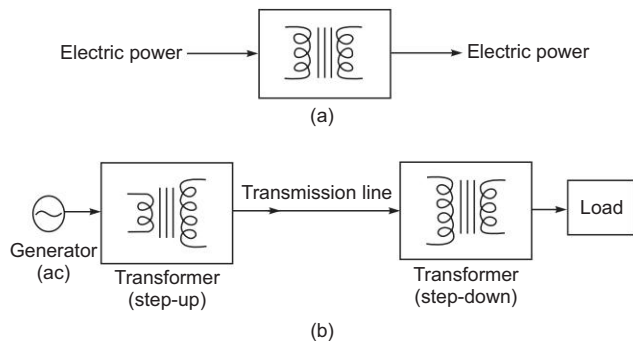 Electric power
Electric power
(a)
Transmission line
Load
Generator
(ac)
Transformer
(step-up)
Transformer
(step-down)
(b)